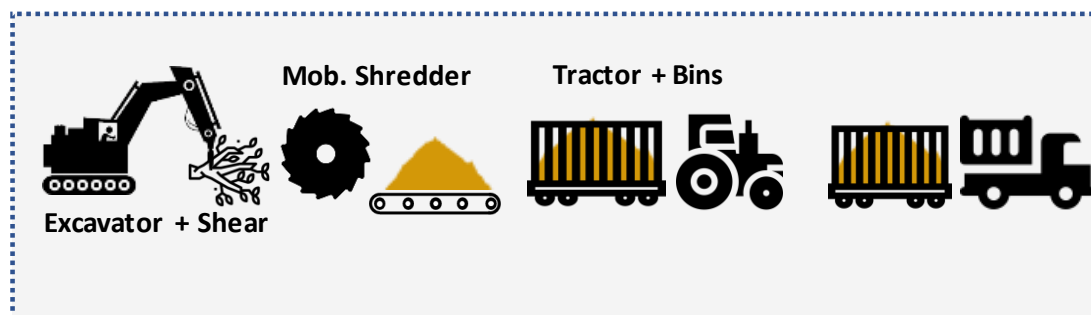 Mob. Shredder
Tractor + Bins
Excavator + Shear